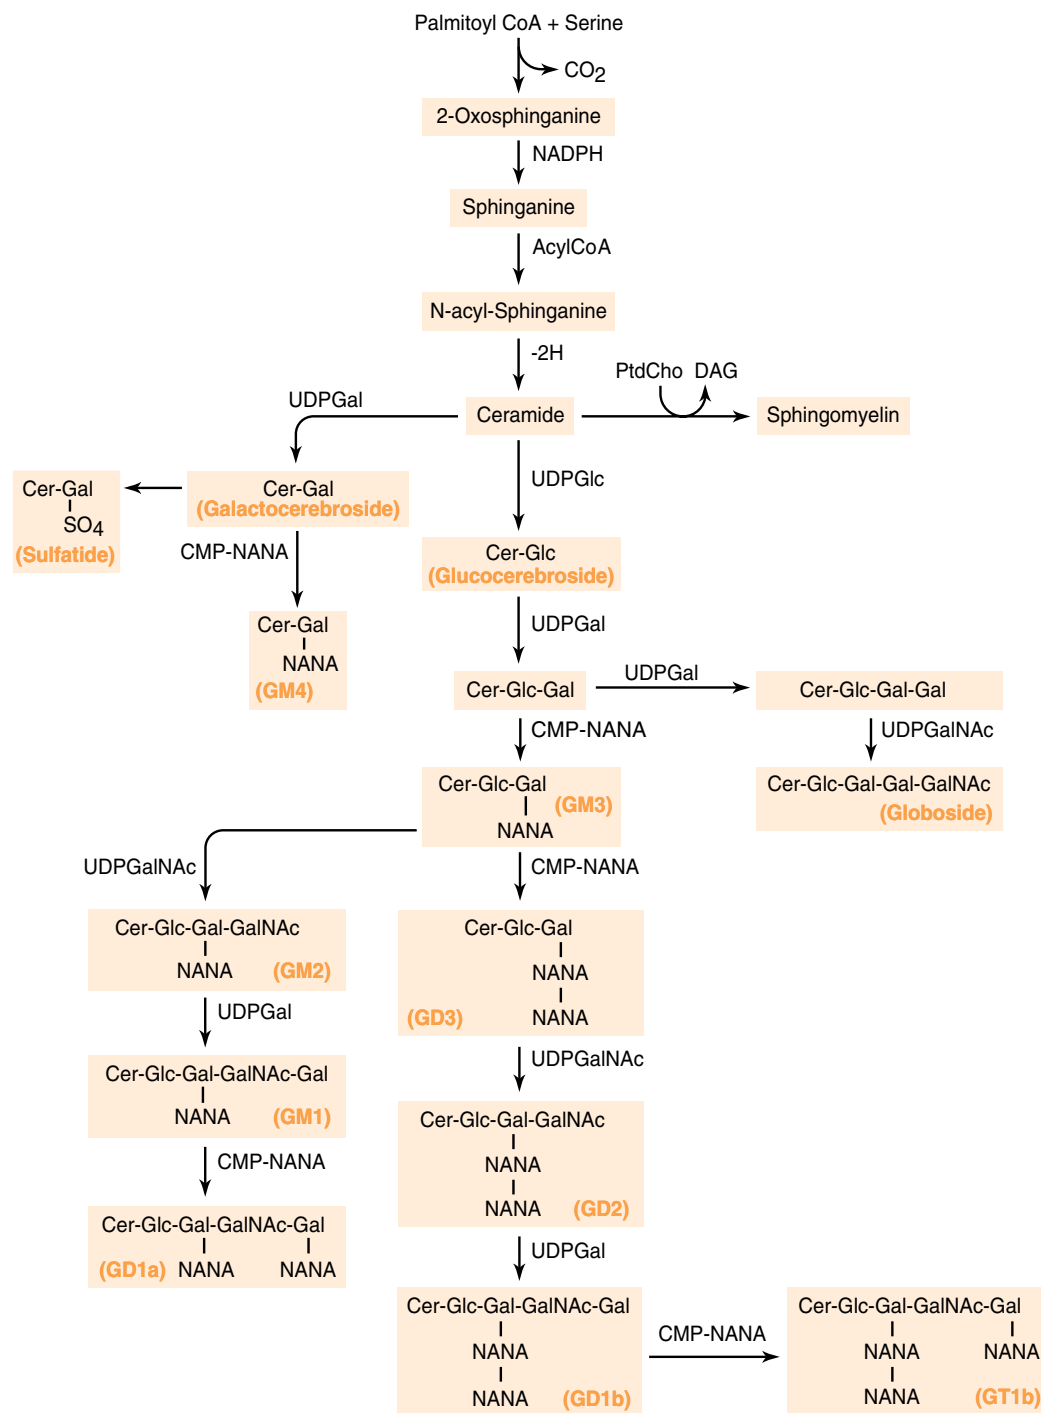 Palmitoyl CoA + Serine
CO2
2-Oxosphinganine
NADPH
Sphinganine
AcylCoA
N-acyl-Sphinganine
-2H
PtdCho DAG
UDPGal
Ceramide
Sphingomyelin
UDPGlc
Cer-Gal
SO4
(Sulfatide)
Cer-Gal
(Galactocerebroside)
CMP-NANA
Cer-Glc
(Glucocerebroside)
UDPGal
Cer-Gal
NANA
(GM4)
Cer-Glc-Gal
UDPGal
Cer-Glc-Gal-Gal
CMP-NANA
UDPGalNAc
Cer-Glc-Gal
(GM3)
NANA
Cer-Glc-Gal-Gal-GalNAc
(Globoside)
UDPGalNAc
CMP-NANA
Cer-Glc-Gal-GalNAc
NANA (GM2)
UDPGal
Cer-Glc-Gal
NANA
(GD3) NANA
UDPGalNAc
Cer-Glc-Gal-GalNAc-Gal
NANA (GM1)
CMP-NANA
Cer-Glc-Gal-GalNAc
NANA
NANA (GD2)
UDPGal
Cer-Glc-Gal-GalNAc-Gal
(GD1a) NANA NANA
Cer-Glc-Gal-GalNAc-Gal
NANA
NANA (GD1b)
CMP-NANA
Cer-Glc-Gal-GalNAc-Gal
NANA NANA
NANA (GT1b)